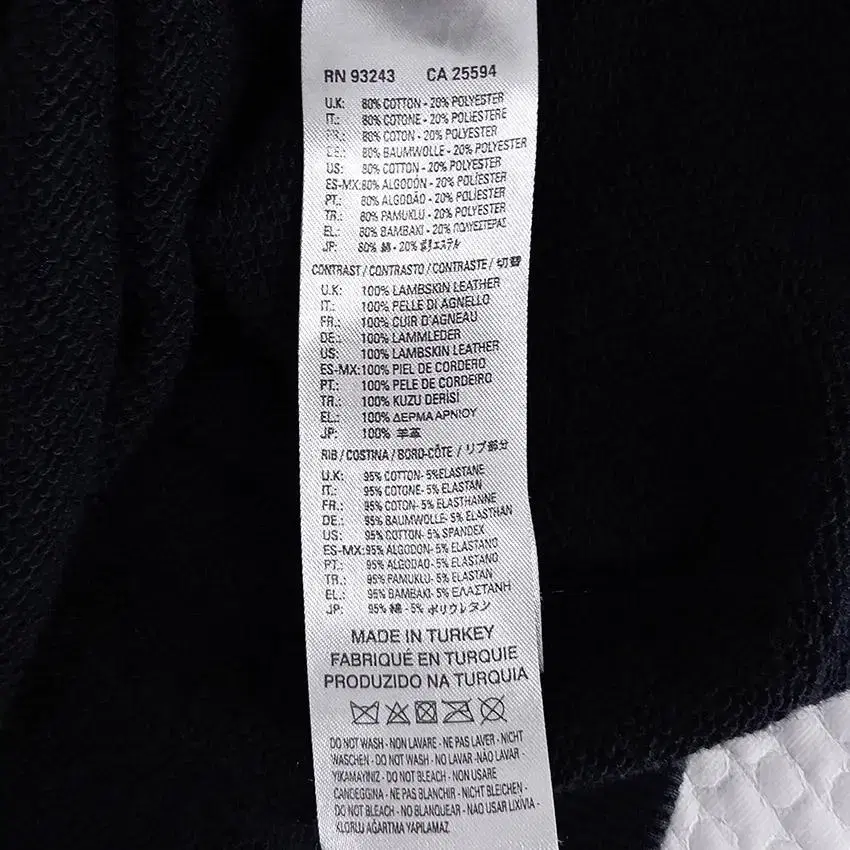 RN 93243 CA 25594
U.K: 80% COTTON - 20% POLYESTER
IT.: 80% COTONE - 20% POLIESTERE
FR.: 80% COTON - 20% POLYESTER
DE.: 80% BAUMWOLLE - 20% POLYESTER
US: 80% COTTON - 20% POLYESTER
ES-MX:80% ALGODÓN - 20% POLIÉSTER
PT.: 80% ALGODÃO - 20% POLIÉSTER
TR.: 80% PAMUKLU - 20% POLYESTER
EL.: 80% BAMBAKI - 20% ΠΟΛΥΕΣΤΕΡΑΣ
JP: 80% 綿 - 20% ポリエステル
CONTRAST / CONTRASTO / CONTRASTE / 切替
U.K: 100% LAMBSKIN LEATHER
IT.: 100% PELLE DI AGNELLO
FR.: 100% CUIR D'AGNEAU
DE.: 100% LAMMLEDER
US: 100% LAMBSKIN LEATHER
ES-MX:100% PIEL DE CORDERO
PT.: 100% PELE DE CORDEIRO
TR.: 100% KUZU DERİSİ
EL.: 100% ΔΕΡΜΑ ΑΡΝΙΟΥ
JP: 100% 羊革
RIB / COSTINA / BORD-CÔTE / リブ部分
U.K: 95% COTTON- 5%ELASTANE
IT.: 95% COTONE- 5% ELASTAN
FR.: 95% COTON- 5% ELASTHANNE
DE.: 95% BAUMWOLLE- 5% ELASTHAN
US: 95% COTTON- 5% SPANDEX
ES-MX:95% ALGODON- 5% ELASTANO
PT.: 95% ALGODAO- 5% ELASTANO
TR.: 95% PAMUKLU - 5% ELASTAN
EL.: 95% BAMBAKI- 5% ΕΛΑΣΤΑΝΗ
JP: 95% 綿 - 5% ポリウレタン
MADE IN TURKEY
FABRIQUÉ EN TURQUIE
PRODUZIDO NA TURQUIA
DO NOT WASH - NON LAVARE - NE PAS LAVER - NICHT
WASCHEN - DO NOT WASH - NO LAVAR -NÃO LAVAR -
YIKAMAYINIZ - DO NOT BLEACH - NON USARE
CANDEGGINA - NE PAS BLANCHIR - NICHT BLEICHEN -
DO NOT BLEACH - NO BLANQUEAR - NAO USAR LIXÍVIA -
KLORLU AĞARTMA YAPILAMAZ